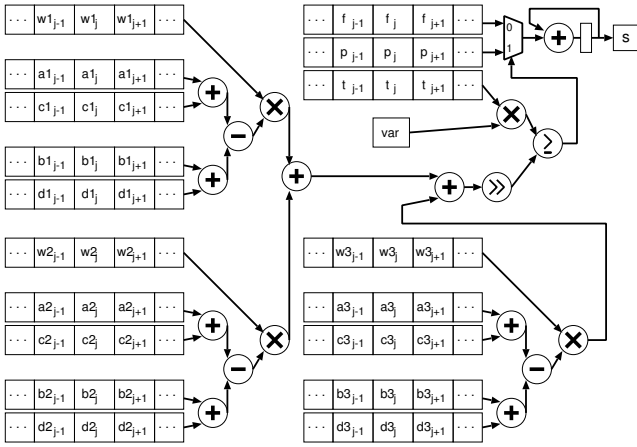 ··· w1j-1 w1j w1j+1 ···
··· a1j-1 a1j a1j+1 ···
··· c1j-1 c1j c1j+1 ···
··· b1j-1 b1j b1j+1 ···
··· d1j-1 d1j d1j+1 ···
··· f j-1 f j f j+1 ···
··· p j-1 p j p j+1 ···
··· t j-1 t j t j+1 ···
0
1
+
s
var
×
≥
+
+
−
×
+
+
>>
··· w2j-1 w2j w2j+1 ···
··· a2j-1 a2j a2j+1 ···
··· c2j-1 c2j c2j+1 ···
··· b2j-1 b2j b2j+1 ···
··· d2j-1 d2j d2j+1 ···
+
+
−
×
··· w3j-1 w3j w3j+1 ···
··· a3j-1 a3j a3j+1 ···
··· c3j-1 c3j c3j+1 ···
··· b3j-1 b3j b3j+1 ···
··· d3j-1 d3j d3j+1 ···
+
+
−
×